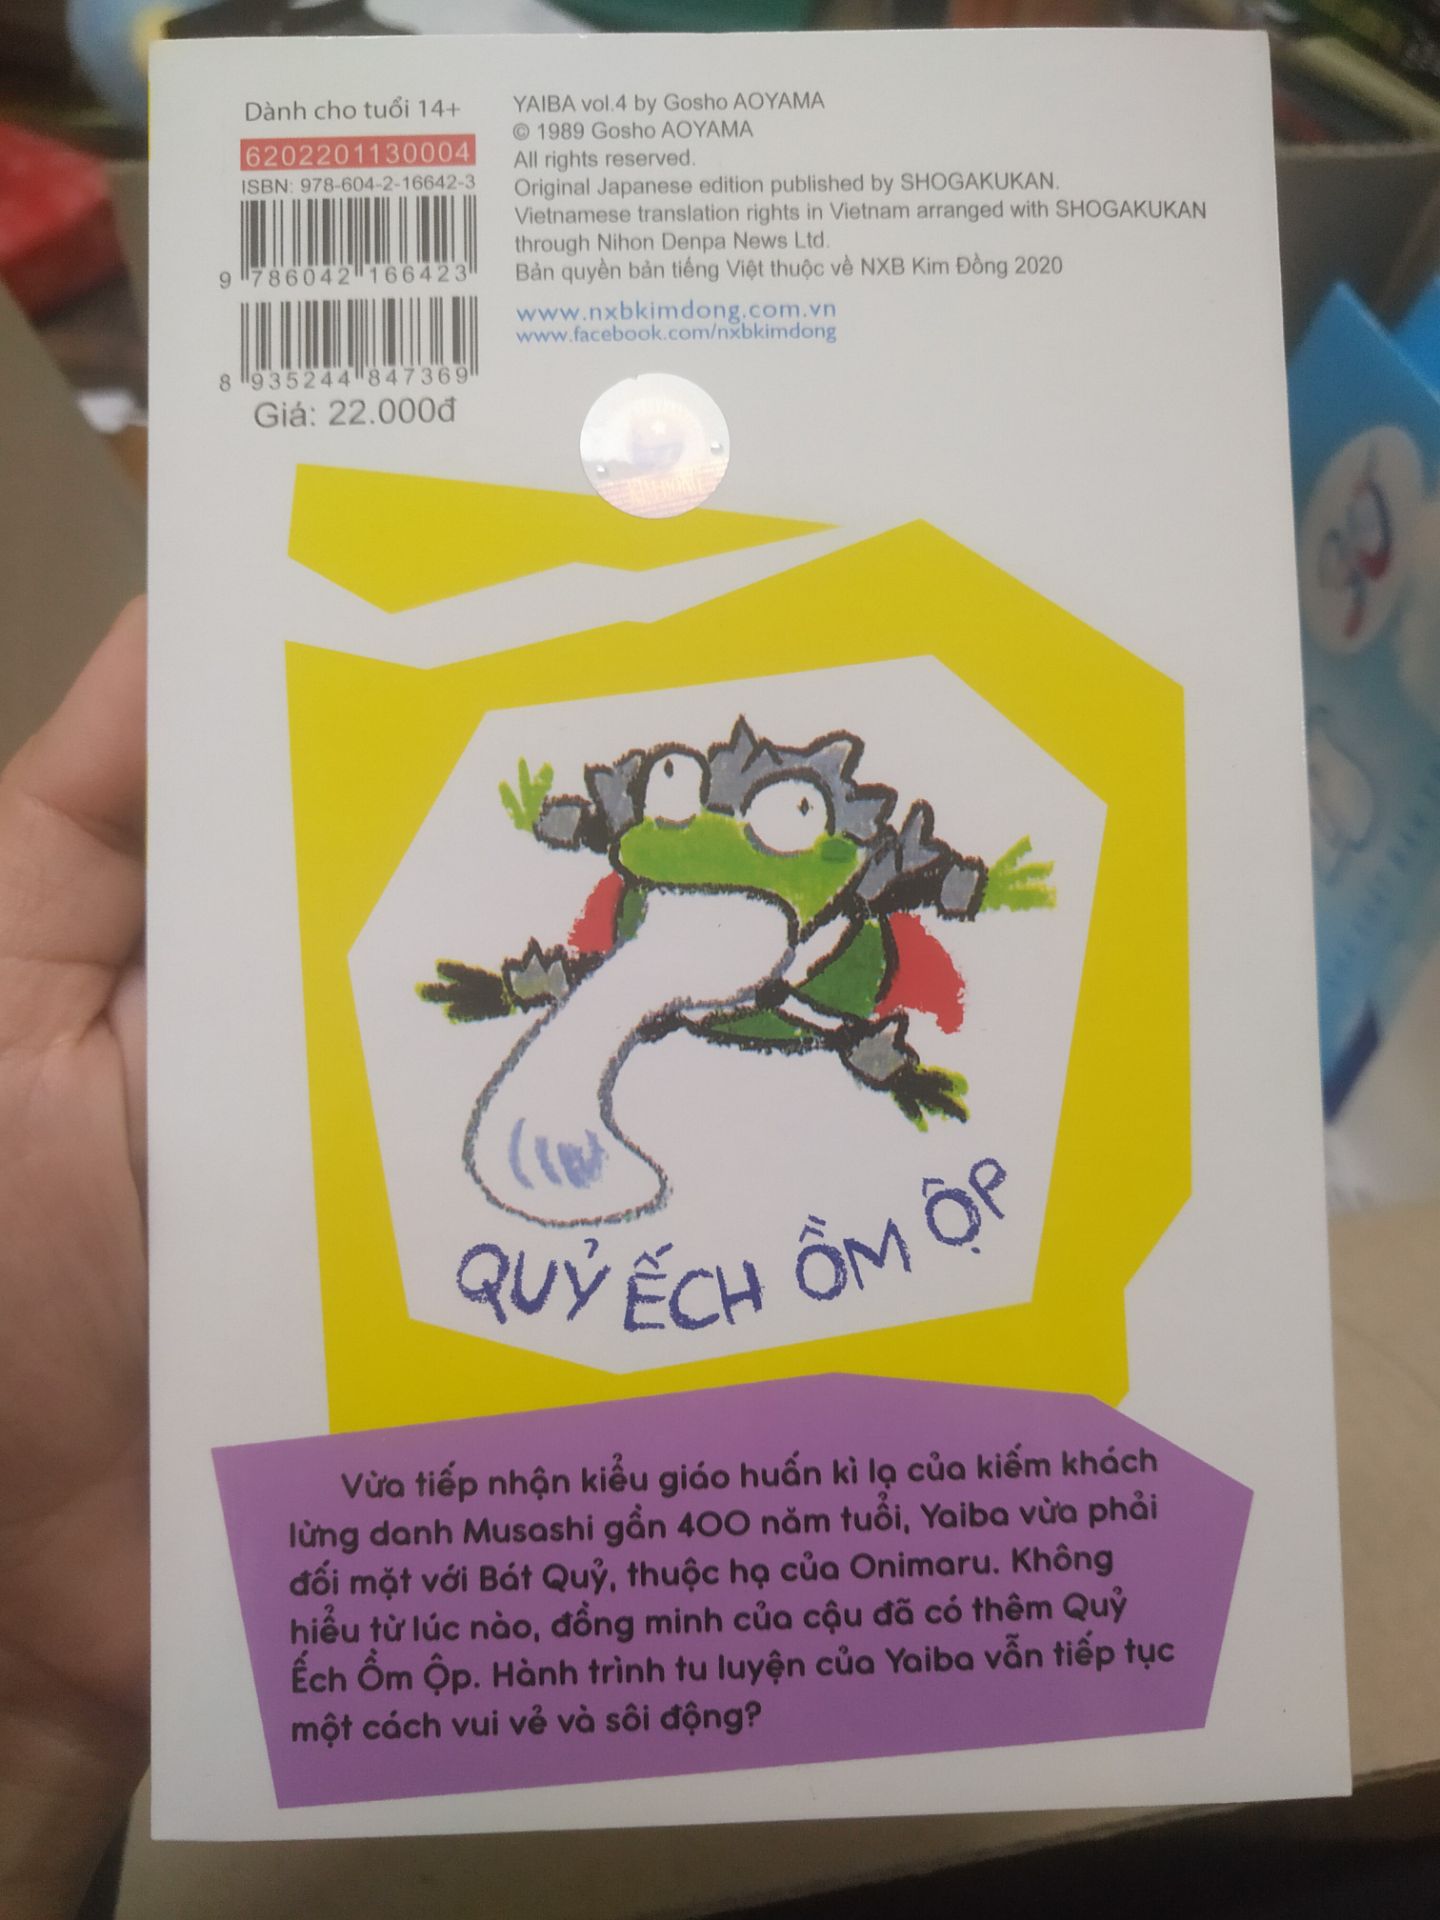 Dành cho tuổi 14+
6202201130004
ISBN: 978-604-2-16642-3
9 786042 166423
8 935244 847369
Giá: 22.000đ
YAIBA vol.4 by Gosho AOYAMA
© 1989 Gosho AOYAMA
All rights reserved.
Original Japanese edition published by SHOGAKUKAN.
Vietnamese translation rights in Vietnam arranged with SHOGAKUKAN
through Nihon Denpa News Ltd.
Bản quyền bản tiếng Việt thuộc về NXB Kim Đồng 2020
www.nxbkimdong.com.vn
www.facebook.com/nxbkimdong
QUỶ ẾCH ỒM ỘP
Vừa tiếp nhận kiểu giáo huấn kì lạ của kiếm khách
lừng danh Musashi gần 400 năm tuổi, Yaiba vừa phải
đối mặt với Bát Quỷ, thuộc hạ của Onimaru. Không
hiểu từ lúc nào, đồng minh của cậu đã có thêm Quỷ
Ếch Ồm Ộp. Hành trình tu luyện của Yaiba vẫn tiếp tục
một cách vui vẻ và sôi động?